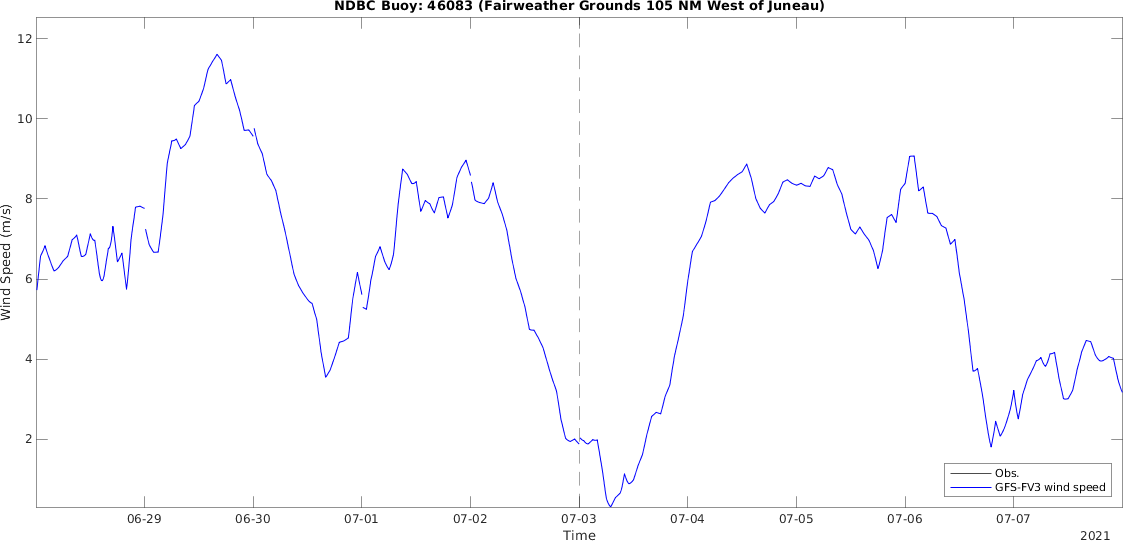 NDBC Buoy: 46083 (Fairweather Grounds 105 NM West of Juneau)
12
10
8
6
4
2
Wind Speed (m/s)
Obs.
GFS-FV3 wind speed
06-29 06-30 07-01 07-02 07-03 07-04 07-05 07-06 07-07
Time
2021